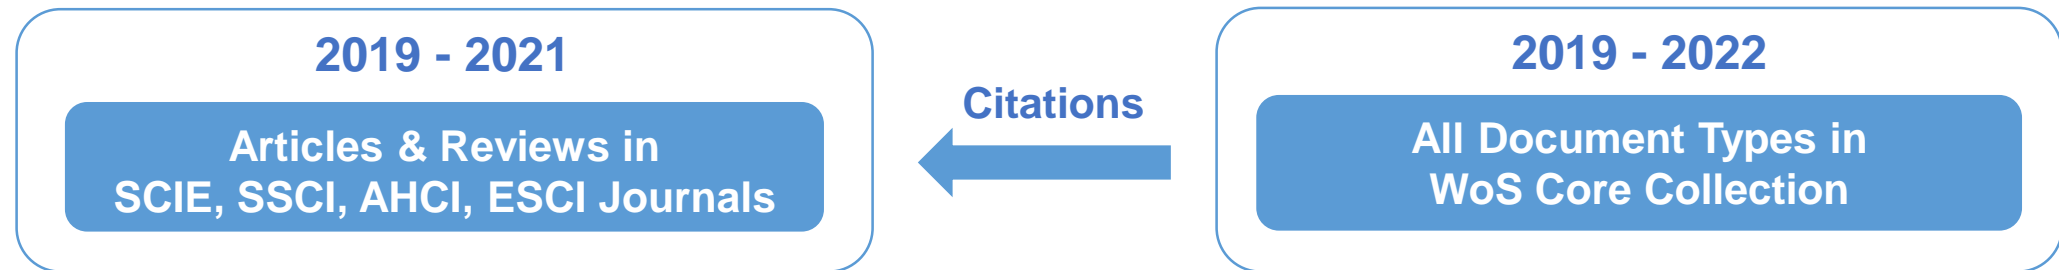 2019 - 2021
Articles & Reviews in
SCIE, SSCI, AHCI, ESCI Journals
Citations
2019 - 2022
All Document Types in
WoS Core Collection